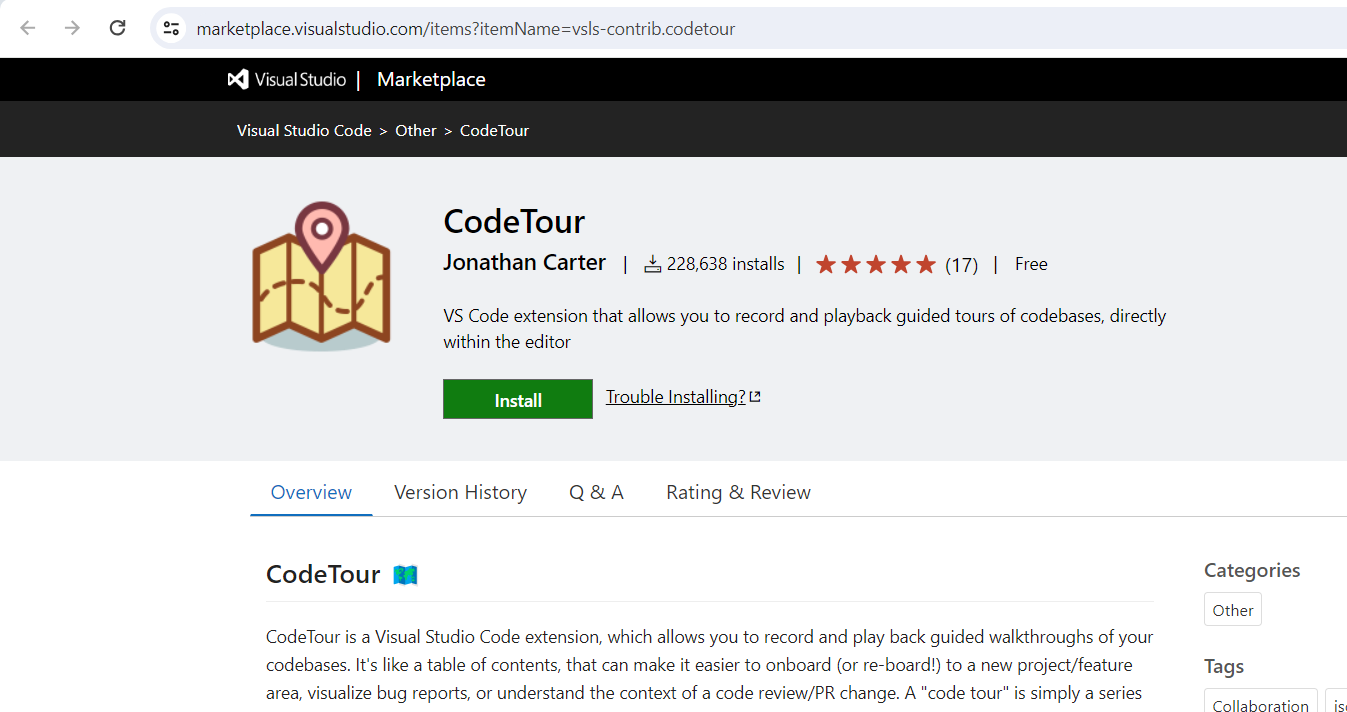 marketplace.visualstudio.com/items?itemName=vsls-contrib.codetour
Visual Studio | Marketplace
Visual Studio Code > Other > CodeTour
CodeTour
Jonathan Carter | 228,638 installs | (17) | Free
VS Code extension that allows you to record and playback guided tours of codebases, directly
within the editor
Install Trouble Installing?
Overview Version History Q & A Rating & Review
CodeTour
CodeTour is a Visual Studio Code extension, which allows you to record and play back guided walkthroughs of your
codebases. It's like a table of contents, that can make it easier to onboard (or re-board!) to a new project/feature
area, visualize bug reports, or understand the context of a code review/PR change. A "code tour" is simply a series
Categories
Other
Tags
Collaboration